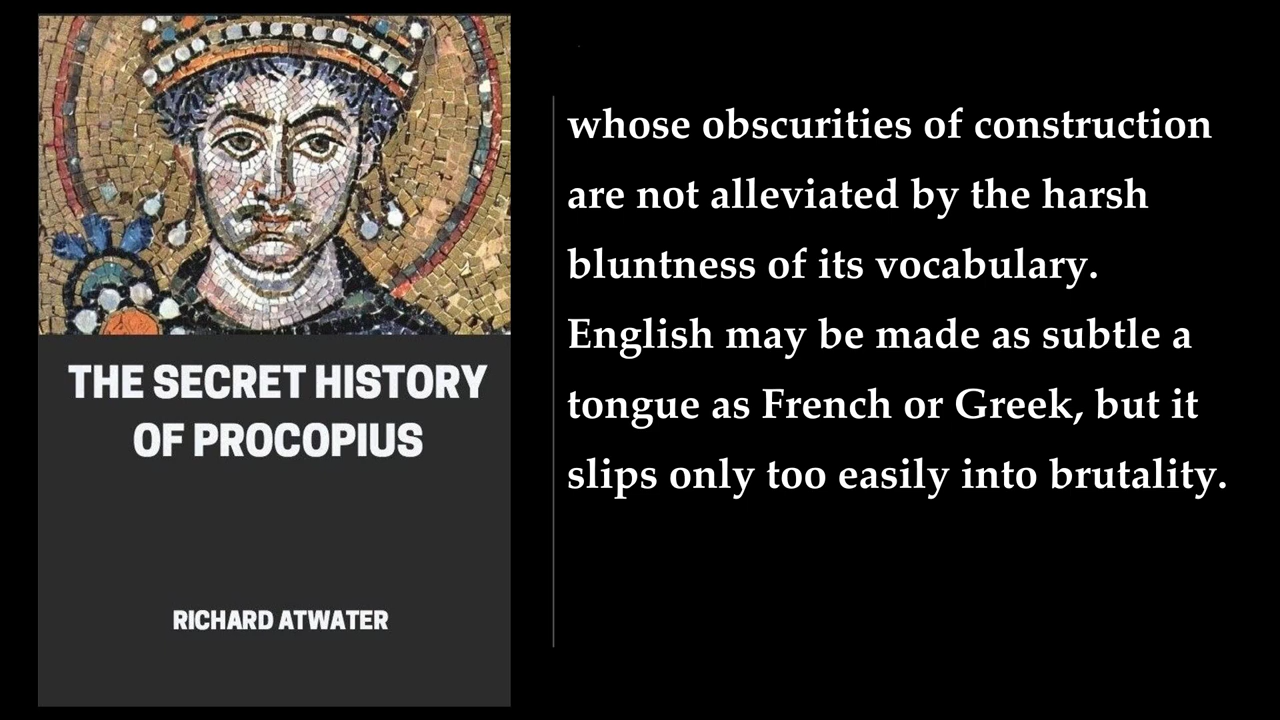 THE SECRET HISTORY
OF PROCOPIUS
RICHARD ATWATER
whose obscurities of construction
are not alleviated by the harsh
bluntness of its vocabulary.
English may be made as subtle a
tongue as French or Greek, but it
slips only too easily into brutality.